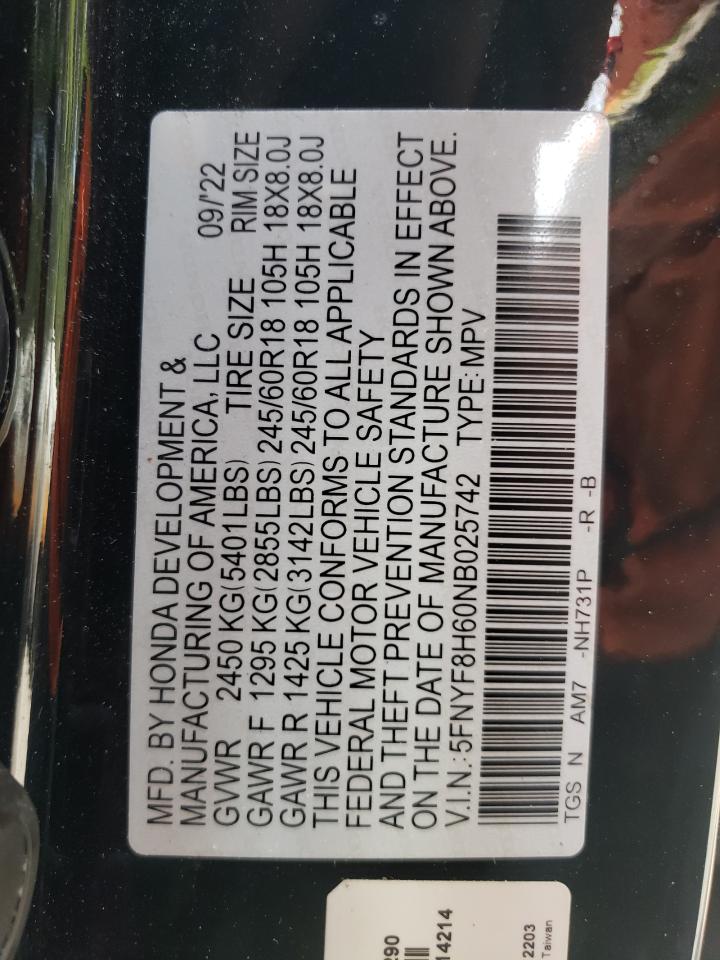 MFD. BY HONDA DEVELOPMENT &
MANUFACTURING OF AMERICA, LLC 09/'22
GVWR 2450 KG(5401LBS) TIRE SIZE RIM SIZE
GAWR F 1295 KG(2855LBS) 245/60R18 105H 18X8.0J
GAWR R 1425 KG(3142LBS) 245/60R18 105H 18X8.0J
THIS VEHICLE CONFORMS TO ALL APPLICABLE
FEDERAL MOTOR VEHICLE SAFETY
AND THEFT PREVENTION STANDARDS IN EFFECT
ON THE DATE OF MANUFACTURE SHOWN ABOVE.
V.I.N.:5FNYF8H60NB025742 TYPE:MPV
TGS N AM7 -NH731P -R -B
290
14214
2203
Taiwan